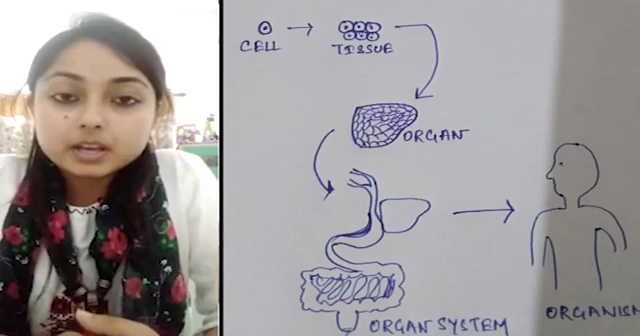 CELL
TISSUE
ORGAN
ORGAN SYSTEM
ORGANISM